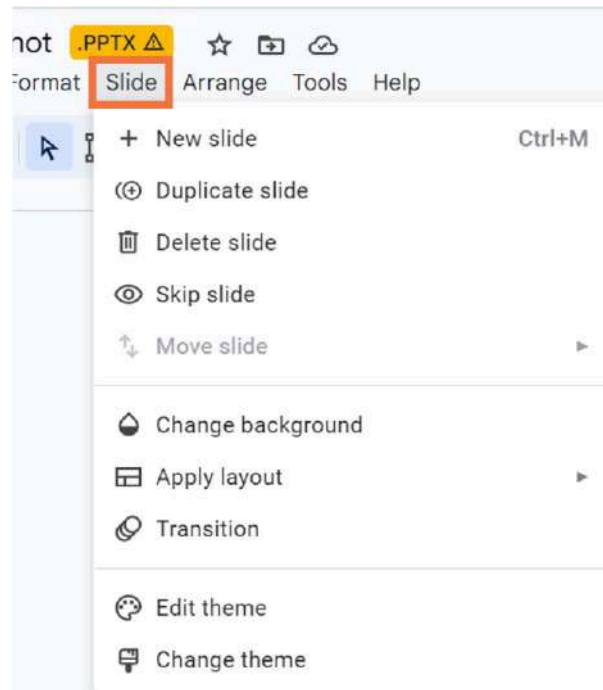 not .PPTX
Format Slide Arrange Tools Help
New slide Ctrl+M
Duplicate slide
Delete slide
Skip slide
Move slide
Change background
Apply layout
Transition
Edit theme
Change theme